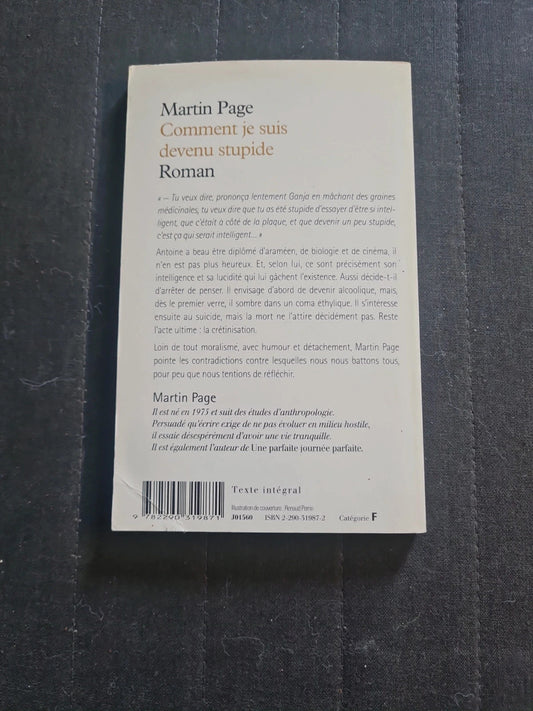 Martin Page
Comment je suis
devenu stupide
Roman
« – Tu veux dire, prononça lentement Ganja en mâchant des graines
médicinales, tu veux dire que tu as été stupide d'essayer d'être si intel-
ligent, que c'était à côté de la plaque, et que devenir un peu stupide,
c'est ça qui serait intelligent... »
Antoine a beau être diplômé d'araméen, de biologie et de cinéma, il
n'en est pas plus heureux. Et, selon lui, ce sont précisément son
intelligence et sa lucidité qui lui gâchent l'existence. Aussi décide-t-il
d'arrêter de penser. Il envisage d'abord de devenir alcoolique, mais,
dès le premier verre, il sombre dans un coma éthylique. Il s'intéresse
ensuite au suicide, mais la mort ne l'attire décidément pas. Reste
l'acte ultime : la crétinisation.
Loin de tout moralisme, avec humour et détachement, Martin Page
pointe les contradictions contre lesquelles nous nous battons tous,
pour peu que nous tentions de réfléchir.
Martin Page
Il est né en 1975 et suit des études d'anthropologie.
Persuadé qu'écrire exige de ne pas évoluer en milieu hostile,
il essaie désespérément d'avoir une vie tranquille.
Il est également l'auteur de Une parfaite journée parfaite.
Texte intégral
Illustration de couverture : Renaud Perrin
9 782290 319871
J01560 ISBN 2-290-31987-2 Catégorie F